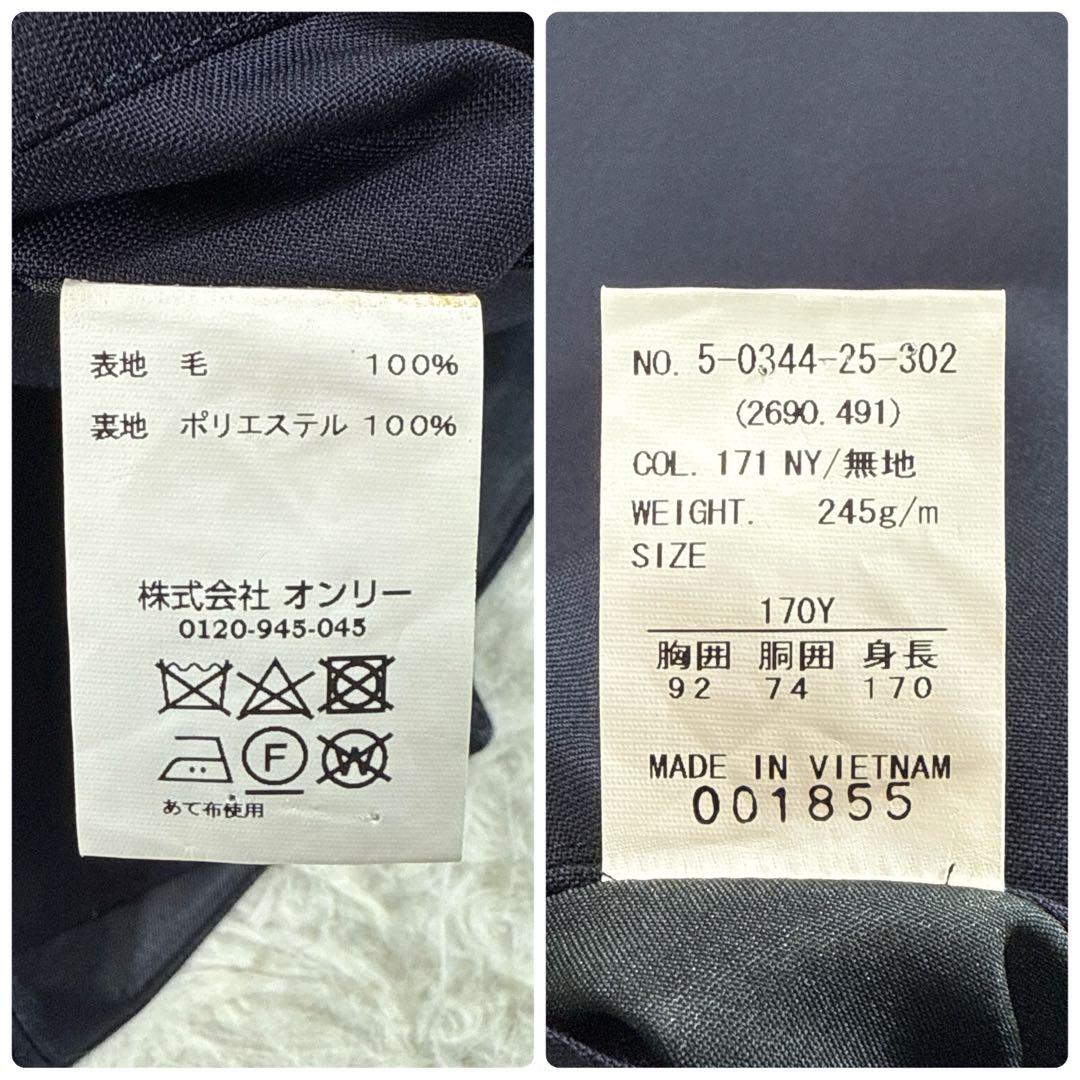 表地 毛 100%
裏地 ポリエステル 100%
株式会社 オンリー
0120-945-045
F
W
あて布使用
NO. 5-0344-25-302
(2690.491)
COL. 171 NY/無地
WEIGHT. 245g/m
SIZE
170Y
胸囲 胴囲 身長
92 74 170
MADE IN VIETNAM
001855